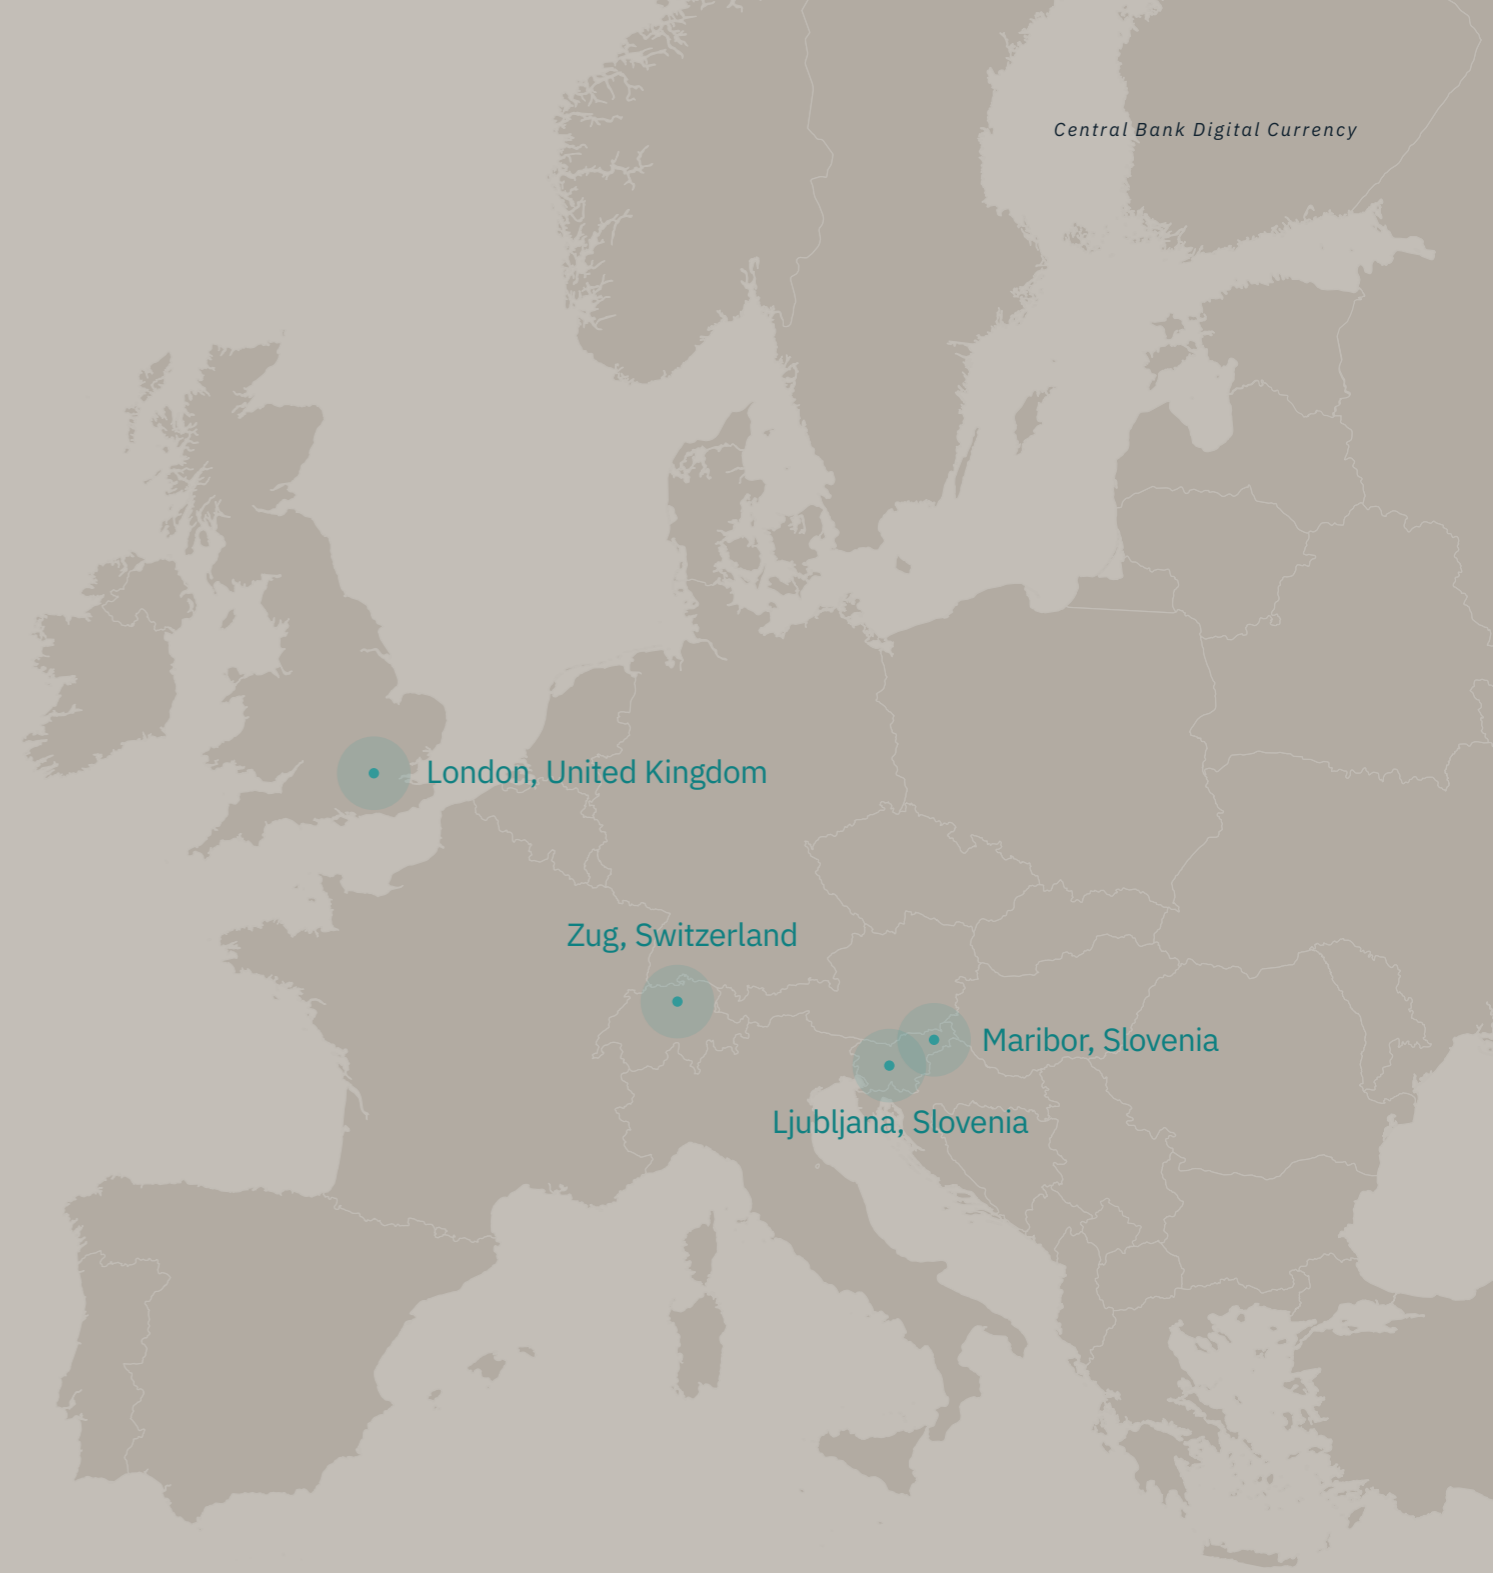 Central Bank Digital Currency
London, United Kingdom
Zug, Switzerland
Maribor, Slovenia
Ljubljana, Slovenia